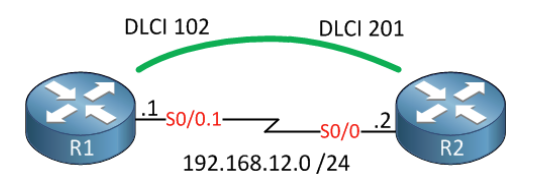 DLCI 102
DLCI 201
.1
S0/0.1
S0/0
.2
R1
R2
192.168.12.0 /24